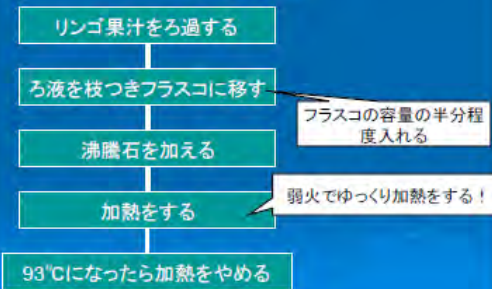 リンゴ果汁をろ過する
ろ液を枝つきフラスコに移す
フラスコの容量の半分程
度入れる
沸騰石を加える
弱火でゆっくり加熱をする！
加熱をする
93℃になったら加熱をやめる